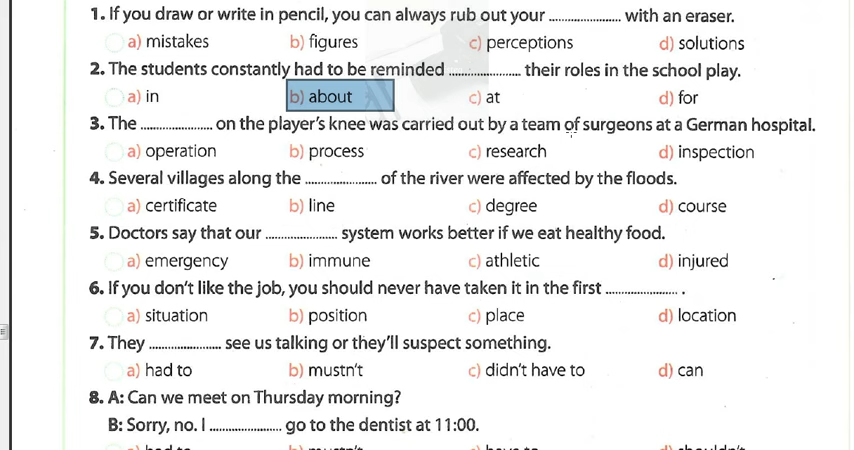 1. If you draw or write in pencil, you can always rub out your ........................ with an eraser.
a) mistakes b) figures c) perceptions d) solutions
2. The students constantly had to be reminded ........................ their roles in the school play.
a) in b) about c) at d) for
3. The ........................ on the player's knee was carried out by a team of surgeons at a German hospital.
a) operation b) process c) research d) inspection
4. Several villages along the ........................ of the river were affected by the floods.
a) certificate b) line c) degree d) course
5. Doctors say that our ........................ system works better if we eat healthy food.
a) emergency b) immune c) athletic d) injured
6. If you don't like the job, you should never have taken it in the first ........................ .
a) situation b) position c) place d) location
7. They ........................ see us talking or they'll suspect something.
a) had to b) mustn't c) didn't have to d) can
8. A: Can we meet on Thursday morning?
B: Sorry, no. I ........................ go to the dentist at 11:00.
a) had to b) mustn't c) have to d) shouldn't